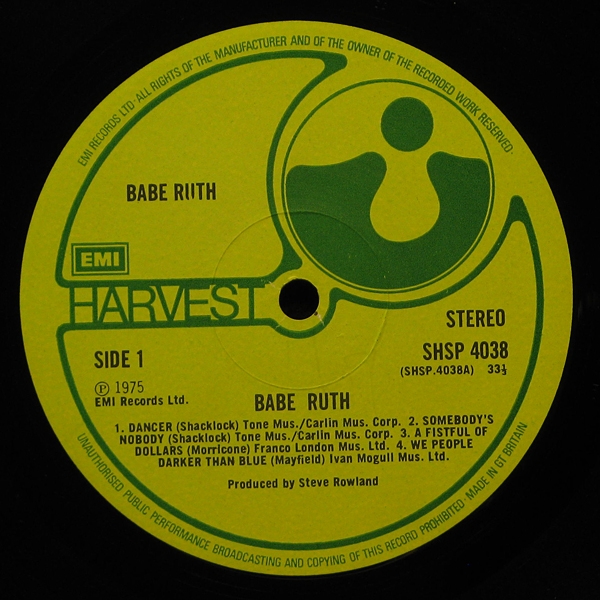 EMI RECORDS LTD·ALL RIGHTS OF THE MANUFACTURER AND OF THE OWNER OF THE RECORDED WORK RESERVED·
BABE RUTH
EMI
HARVEST
STEREO
SIDE 1
SHSP 4038
(SHSP.4038A) 33⅓
Ⓟ 1975
EMI Records Ltd.
BABE RUTH
1. DANCER (Shacklock) Tone Mus./Carlin Mus. Corp. 2. SOMEBODY'S
NOBODY (Shacklock) Tone Mus./Carlin Mus. Corp. 3. A FISTFUL OF
DOLLARS (Morricone) Franco London Mus. Ltd. 4. WE PEOPLE
DARKER THAN BLUE (Mayfield) Ivan Mogull Mus. Ltd.
Produced by Steve Rowland
UNAUTHORISED PUBLIC PERFORMANCE BROADCASTING AND COPYING OF THIS RECORD PROHIBITED·MADE IN GT BRITAIN